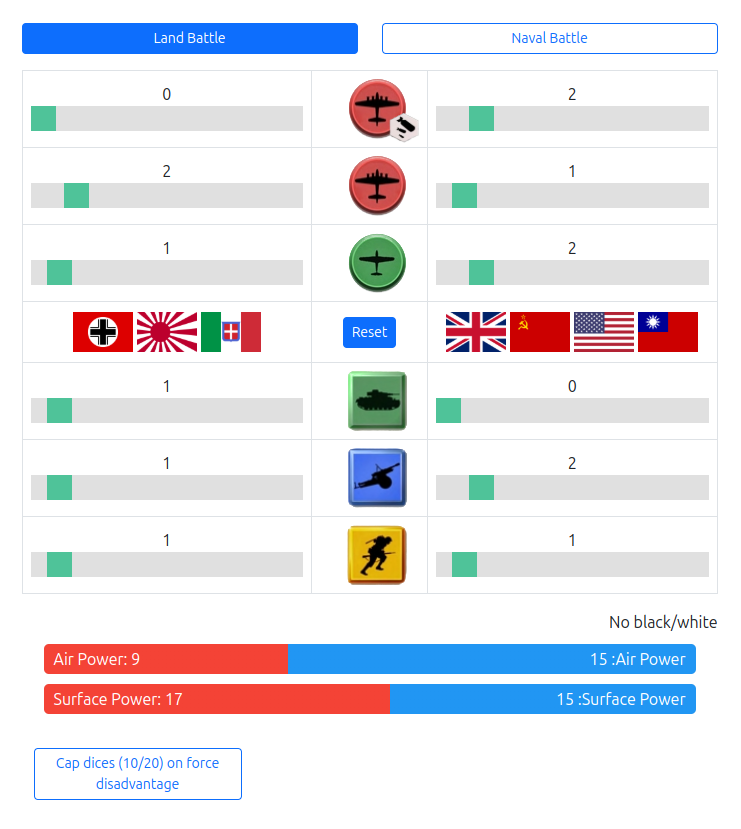 Land Battle
Naval Battle
0
2
2
1
1
2
Reset
1
0
1
2
1
1
No black/white
Air Power: 9
15 :Air Power
Surface Power: 17
15 :Surface Power
Cap dices (10/20) on force
disadvantage